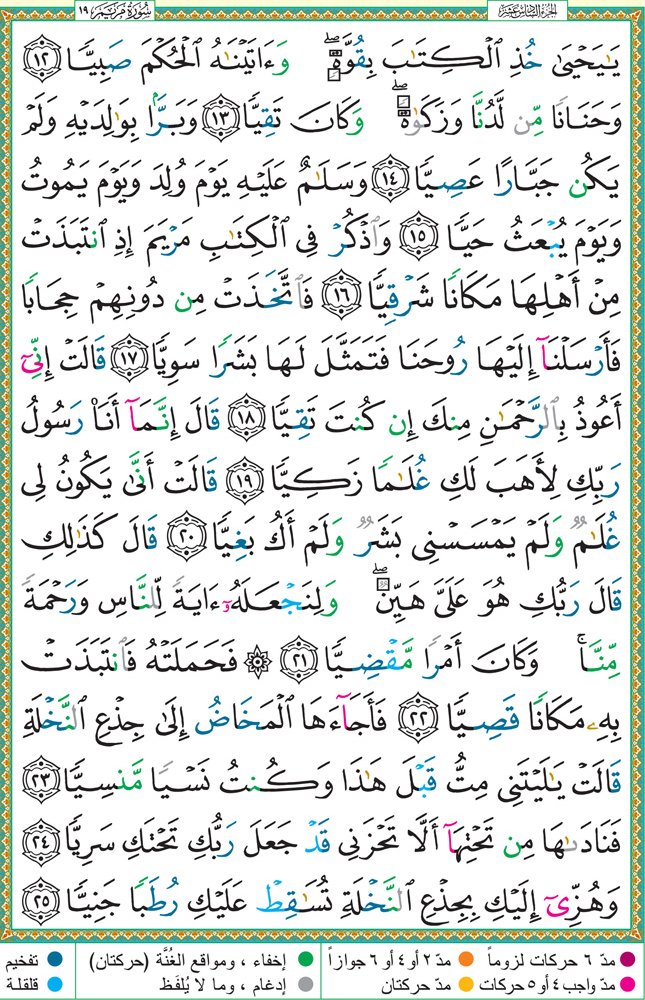 الجزء السادس عشر
سورة مريم ١٩
يَٰيَحْيَىٰ خُذِ ٱلْكِتَٰبَ بِقُوَّةٍۖ وَءَاتَيْنَٰهُ ٱلْحُكْمَ صَبِيًّا ١٢
وَحَنَانًا مِّن لَّدُنَّا وَزَكَوٰةًۖ وَكَانَ تَقِيًّا ١٣ وَبَرًّۢا بِوَٰلِدَيْهِ وَلَمْ
يَكُن جَبَّارًا عَصِيًّا ١٤ وَسَلَٰمٌ عَلَيْهِ يَوْمَ وُلِدَ وَيَوْمَ يَمُوتُ
وَيَوْمَ يُبْعَثُ حَيًّا ١٥ وَٱذْكُرْ فِى ٱلْكِتَٰبِ مَرْيَمَ إِذِ ٱنتَبَذَتْ
مِنْ أَهْلِهَا مَكَانًا شَرْقِيًّا ١٦ فَٱتَّخَذَتْ مِن دُونِهِمْ حِجَابًا
فَأَرْسَلْنَآ إِلَيْهَا رُوحَنَا فَتَمَثَّلَ لَهَا بَشَرًا سَوِيًّا ١٧ قَالَتْ إِنِّىٓ
أَعُوذُ بِٱلرَّحْمَٰنِ مِنكَ إِن كُنتَ تَقِيًّا ١٨ قَالَ إِنَّمَآ أَنَا۠ رَسُولُ
رَبِّكِ لِأَهَبَ لَكِ غُلَٰمًا زَكِيًّا ١٩ قَالَتْ أَنَّىٰ يَكُونُ لِى
غُلَٰمٌ وَلَمْ يَمْسَسْنِى بَشَرٌ وَلَمْ أَكُ بَغِيًّا ٢٠ قَالَ كَذَٰلِكِ
قَالَ رَبُّكِ هُوَ عَلَىَّ هَيِّنٌۖ وَلِنَجْعَلَهُۥٓ ءَايَةً لِّلنَّاسِ وَرَحْمَةً
مِّنَّاۚ وَكَانَ أَمْرًا مَّقْضِيًّا ٢١ ۞ فَحَمَلَتْهُ فَٱنتَبَذَتْ
بِهِۦ مَكَانًا قَصِيًّا ٢٢ فَأَجَآءَهَا ٱلْمَخَاضُ إِلَىٰ جِذْعِ ٱلنَّخْلَةِ
قَالَتْ يَٰلَيْتَنِى مِتُّ قَبْلَ هَٰذَا وَكُنتُ نَسْيًا مَّنسِيًّا ٢٣
فَنَادَىٰهَا مِن تَحْتِهَآ أَلَّا تَحْزَنِى قَدْ جَعَلَ رَبُّكِ تَحْتَكِ سَرِيًّا ٢٤
وَهُزِّىٓ إِلَيْكِ بِجِذْعِ ٱلنَّخْلَةِ تُسَٰقِطْ عَلَيْكِ رُطَبًا جَنِيًّا ٢٥
مدّ ٦ حركات لزوماً مدّ ٢ أو ٤ أو ٦ جوازاً إخفاء ، ومواقع الغُنَّة (حركتان) تفخيم
مدّ واجب ٤ أو ٥ حركات مدّ حركتان إدغام ، وما لا يُلفَظ قلقلة